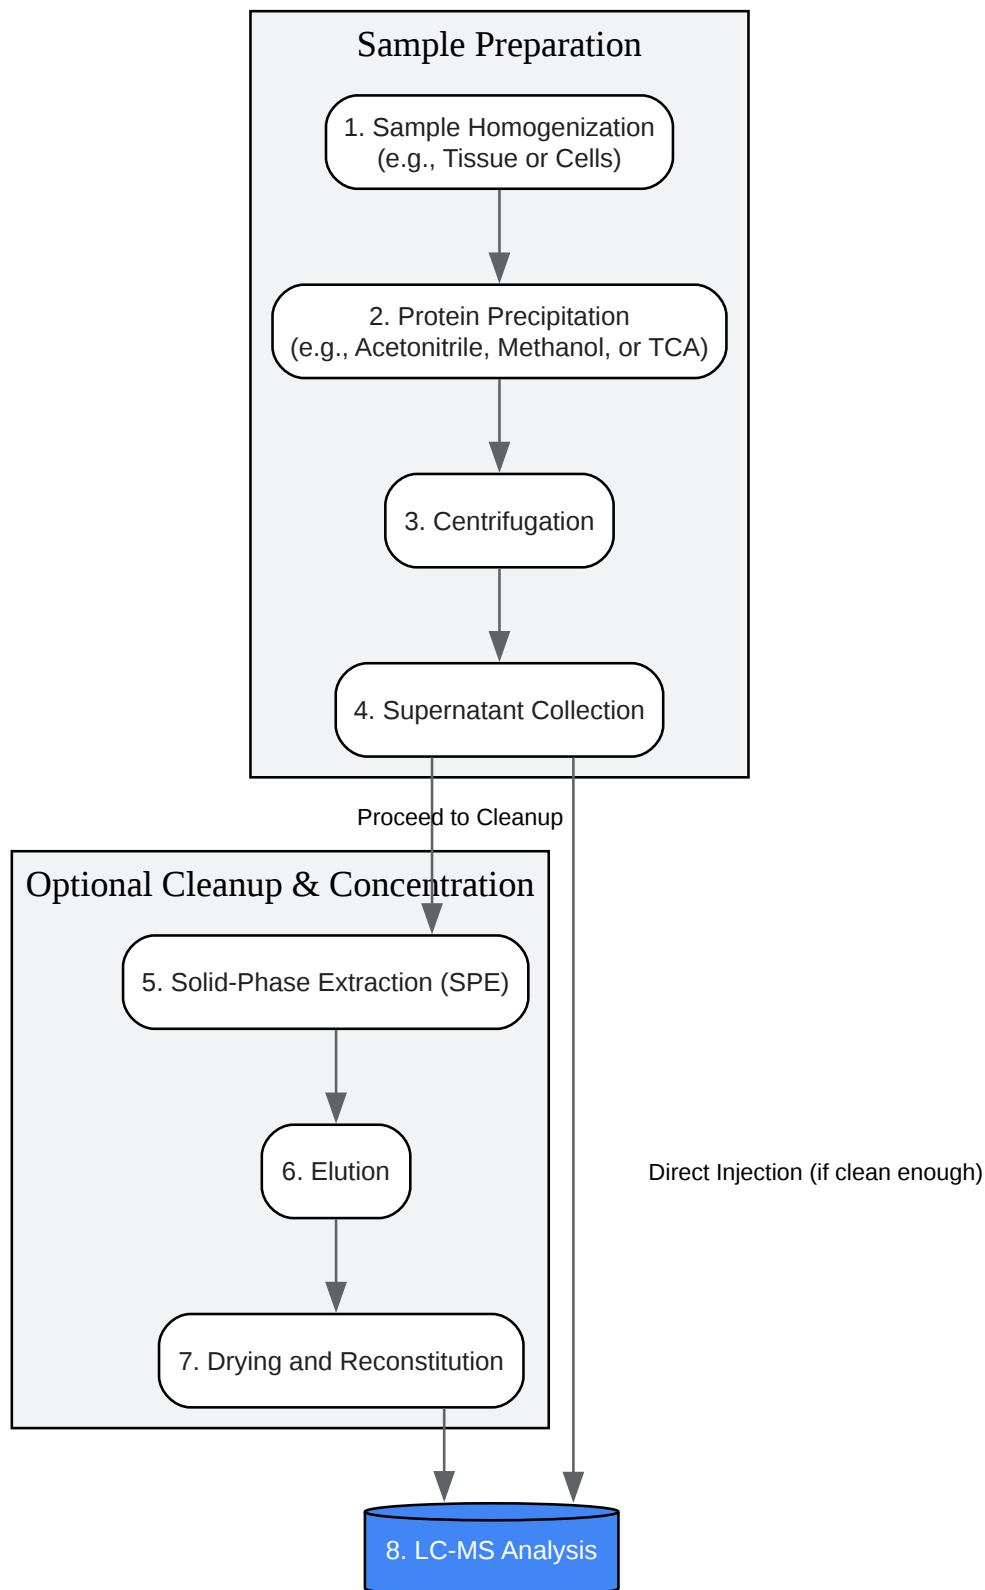 Sample Preparation
1. Sample Homogenization
(e.g., Tissue or Cells)
2. Protein Precipitation
(e.g., Acetonitrile, Methanol, or TCA)
3. Centrifugation
4. Supernatant Collection
Proceed to Cleanup
Optional Cleanup & Concentration
5. Solid-Phase Extraction (SPE)
6. Elution
Direct Injection (if clean enough)
7. Drying and Reconstitution
8. LC-MS Analysis